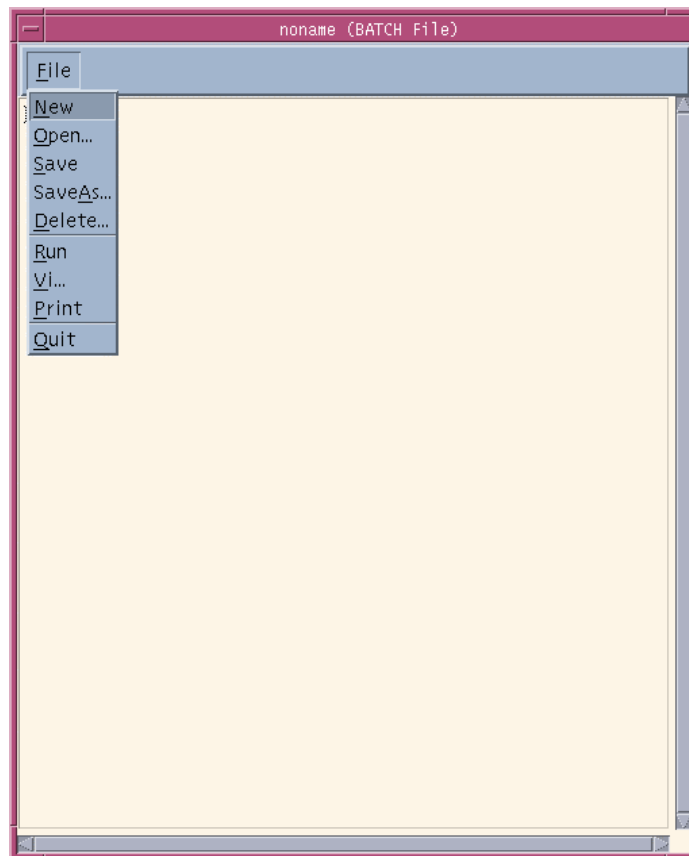 noname (BATCH File)
File
New
Open...
Save
SaveAs...
Delete...
Run
Vi...
Print
Quit